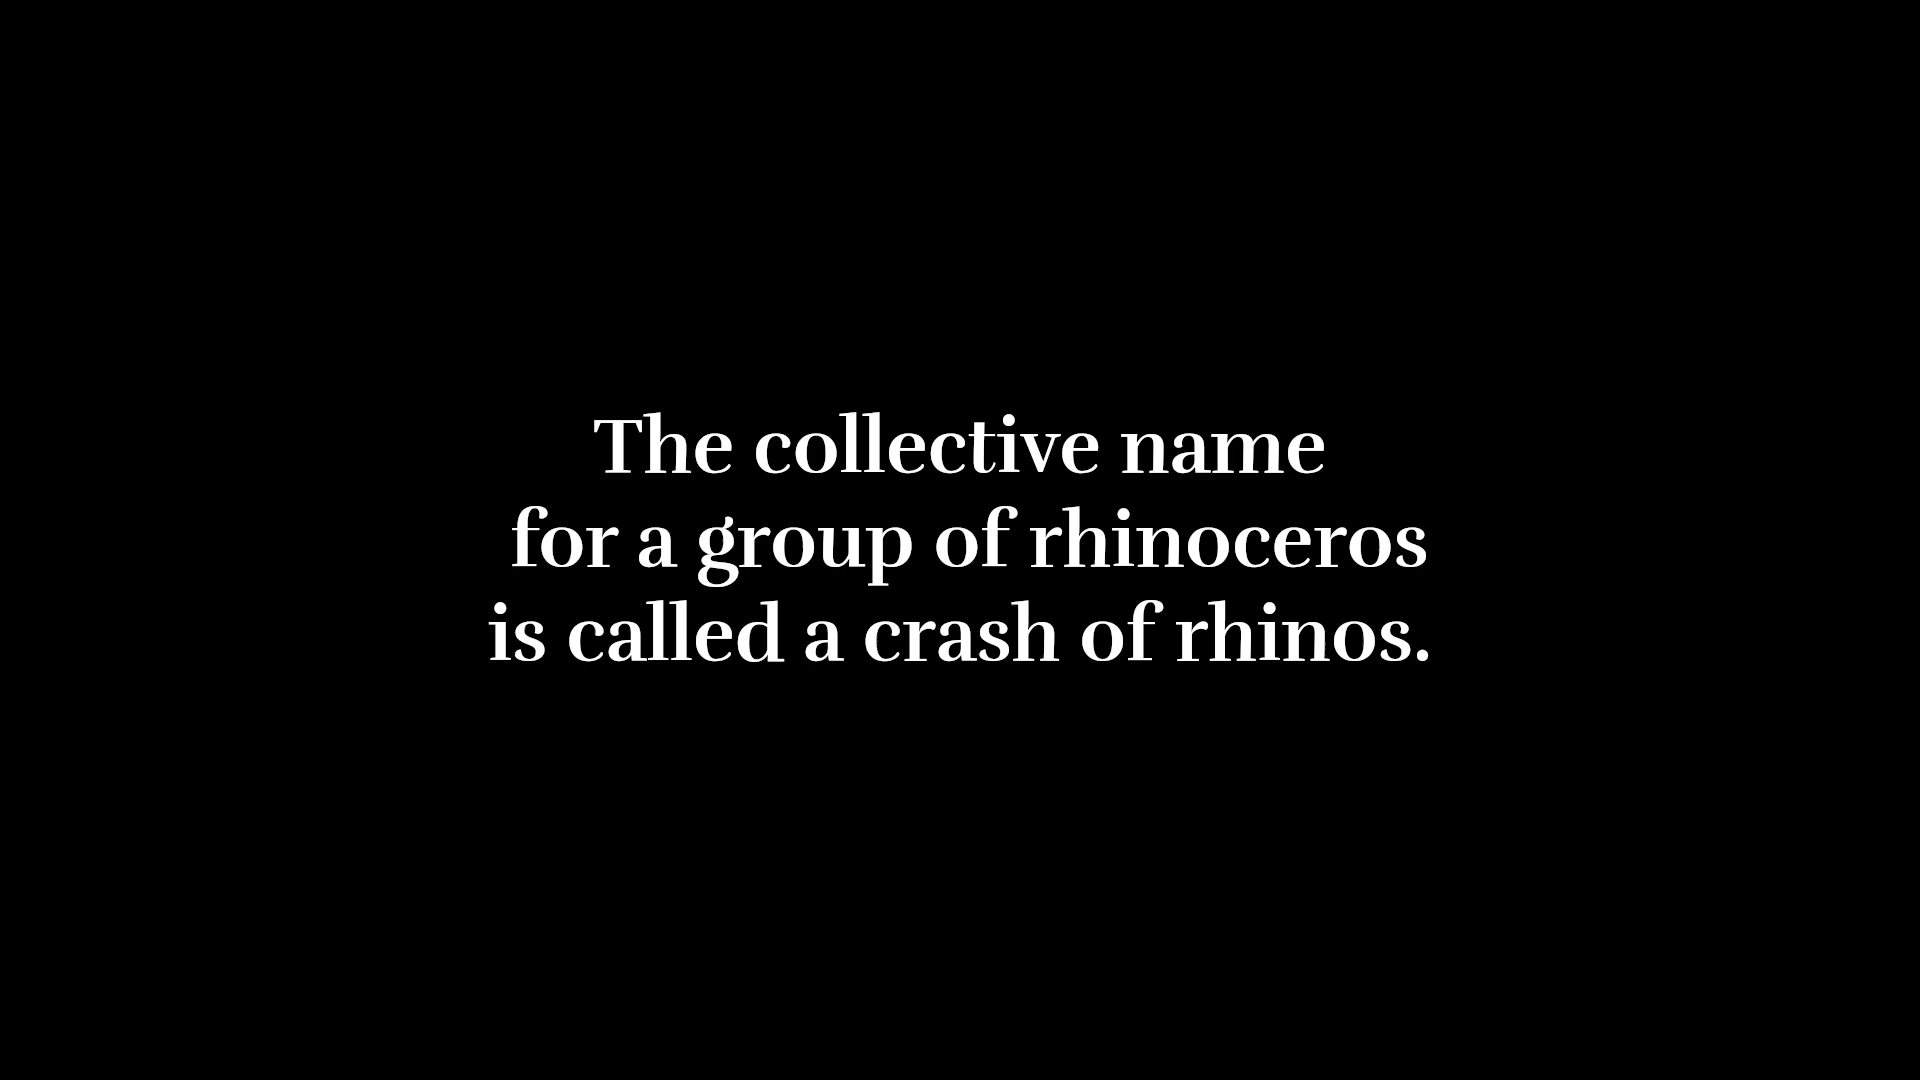 The collective name
for a group of rhinoceros
is called a crash of rhinos.